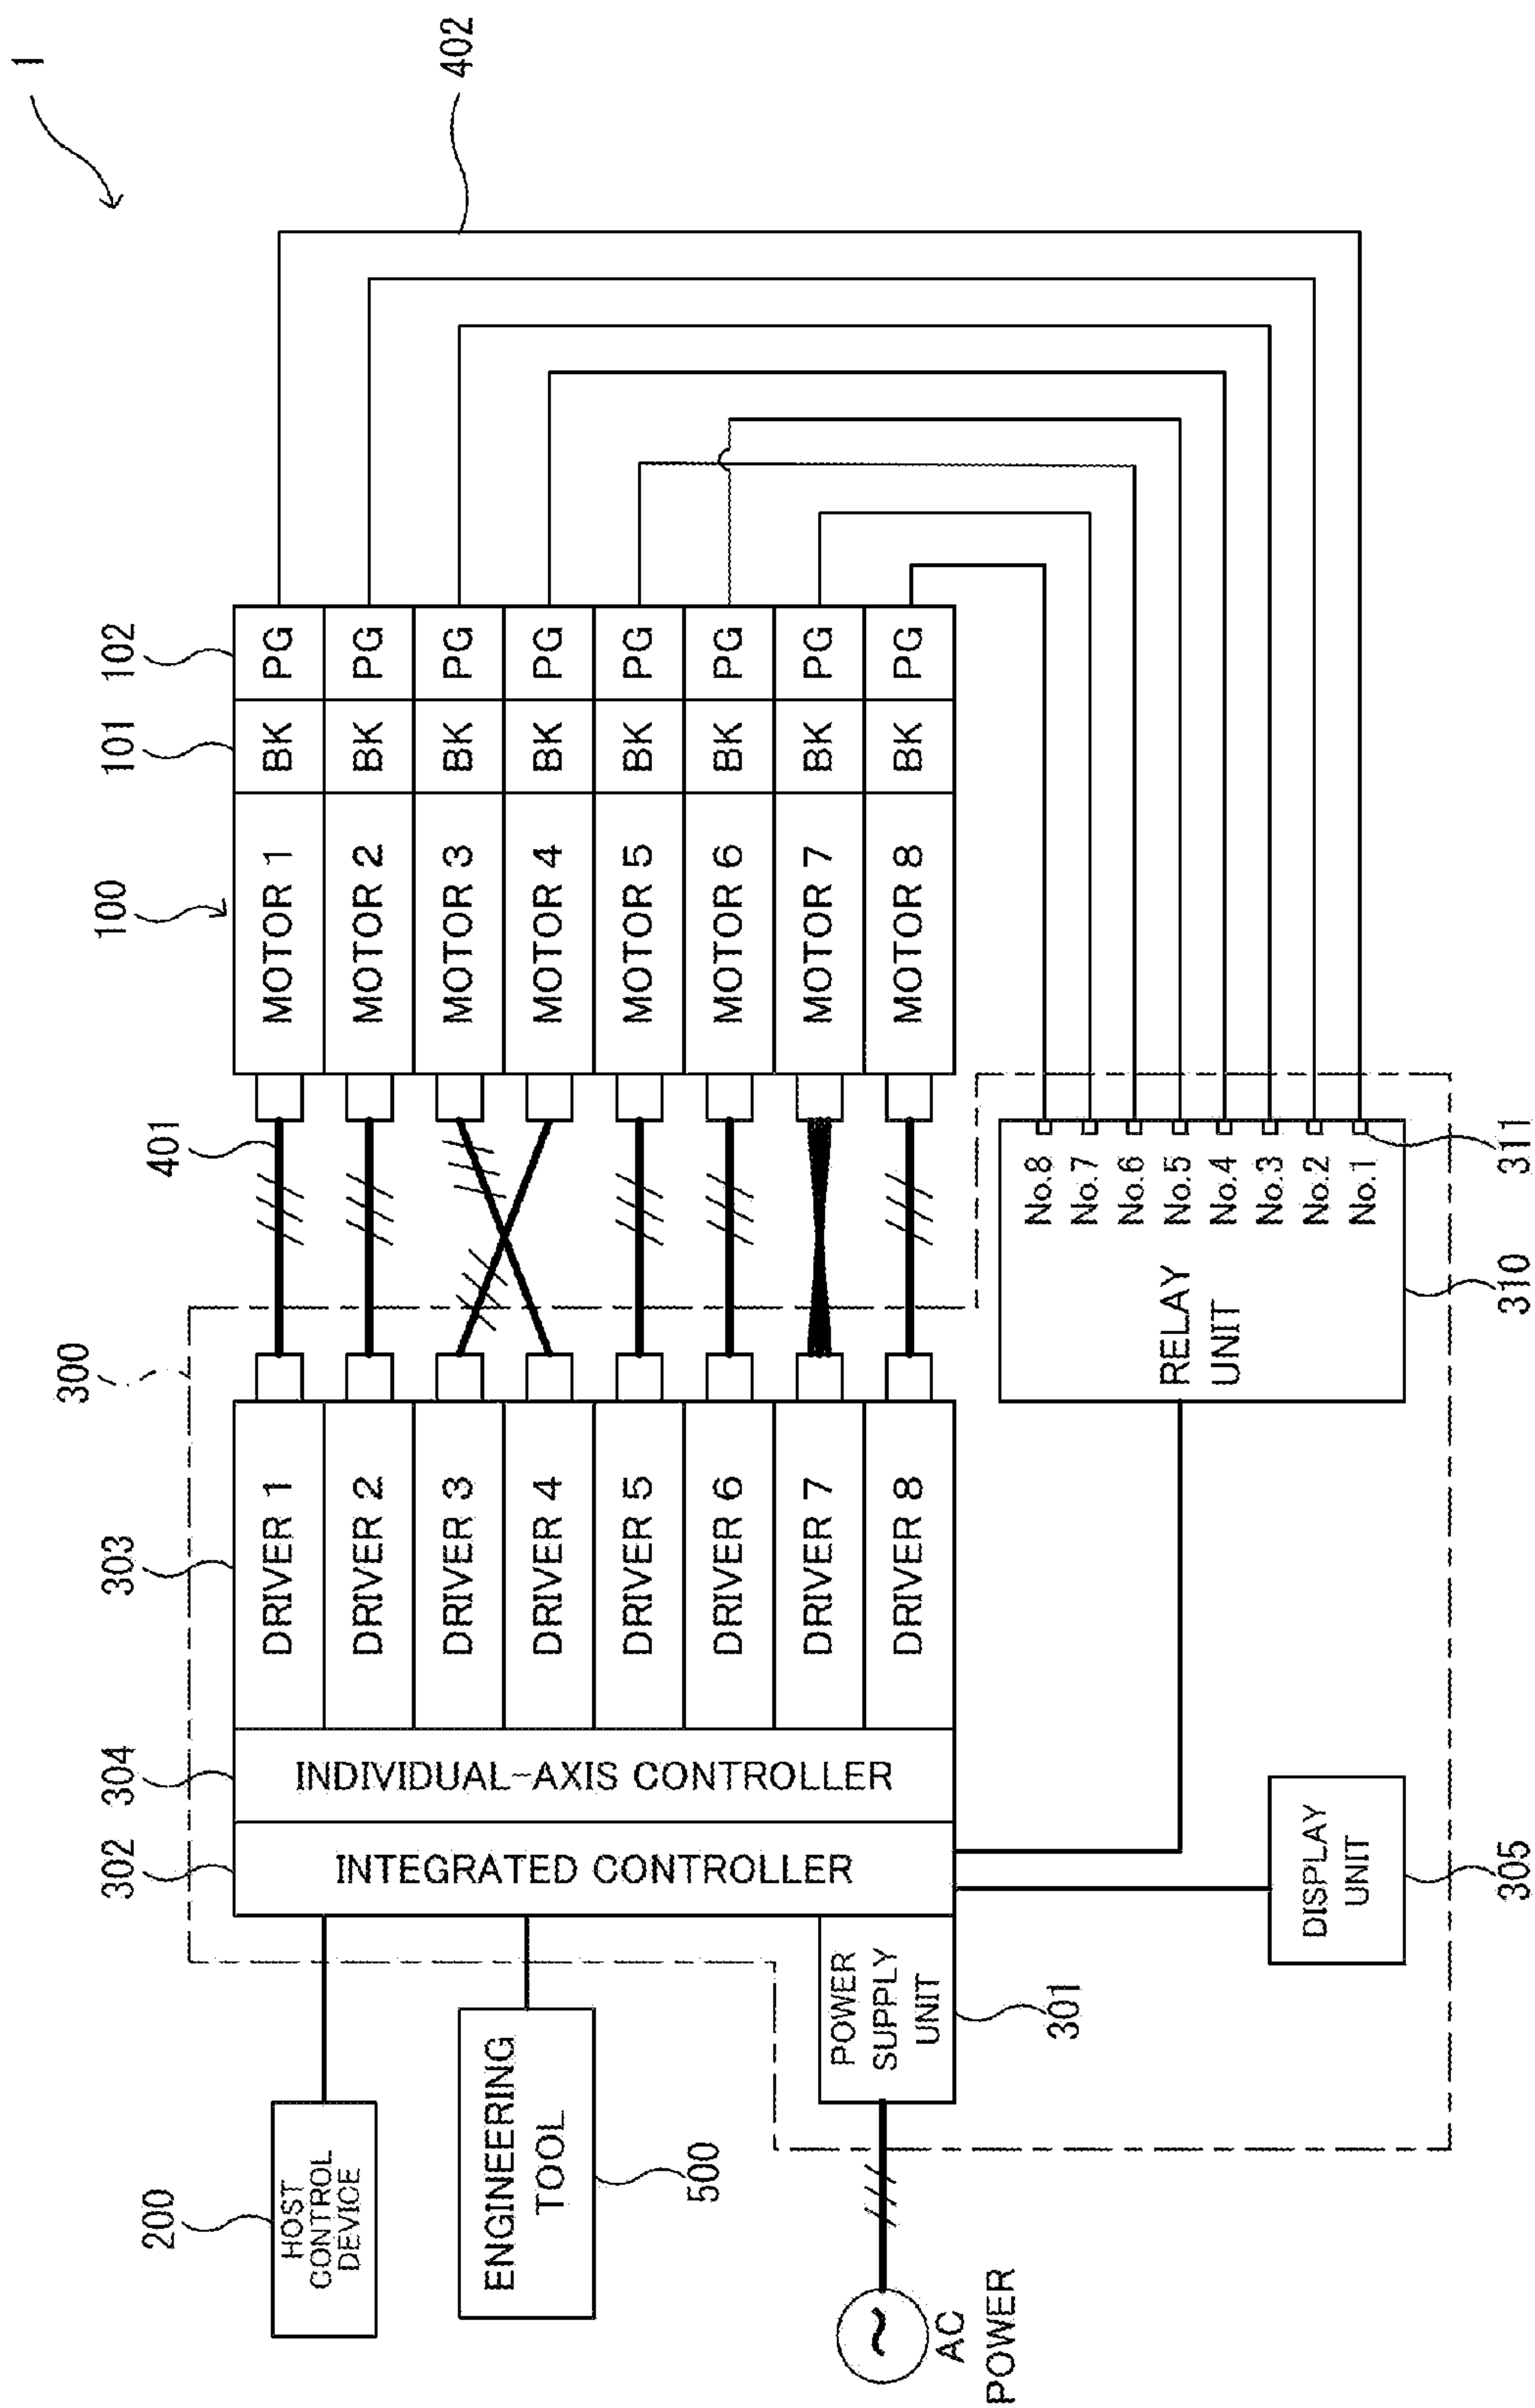 1
402
102
101
100
401
300
303
304
302
PG
PG
PG
PG
PG
PG
PG
PG
BK
BK
BK
BK
BK
BK
BK
BK
MOTOR 1
MOTOR 2
MOTOR 3
MOTOR 4
MOTOR 5
MOTOR 6
MOTOR 7
MOTOR 8
DRIVER 1
DRIVER 2
DRIVER 3
DRIVER 4
DRIVER 5
DRIVER 6
DRIVER 7
DRIVER 8
INDIVIDUAL-AXIS CONTROLLER
INTEGRATED CONTROLLER
No.8
No.7
No.6
No.5
No.4
No.3
No.2
No.1
311
RELAY
UNIT
310
DISPLAY
UNIT
305
POWER
SUPPLY
UNIT
301
200
HOST
CONTROL
DEVICE
ENGINEERING
TOOL
500
~
AC
POWER